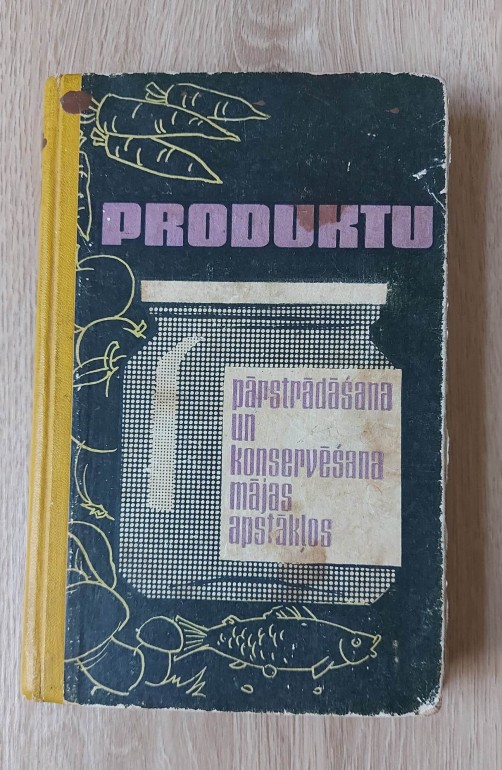 PRODUKTU
pārstrādāšana
un
konservēšana
mājas
apstākļos